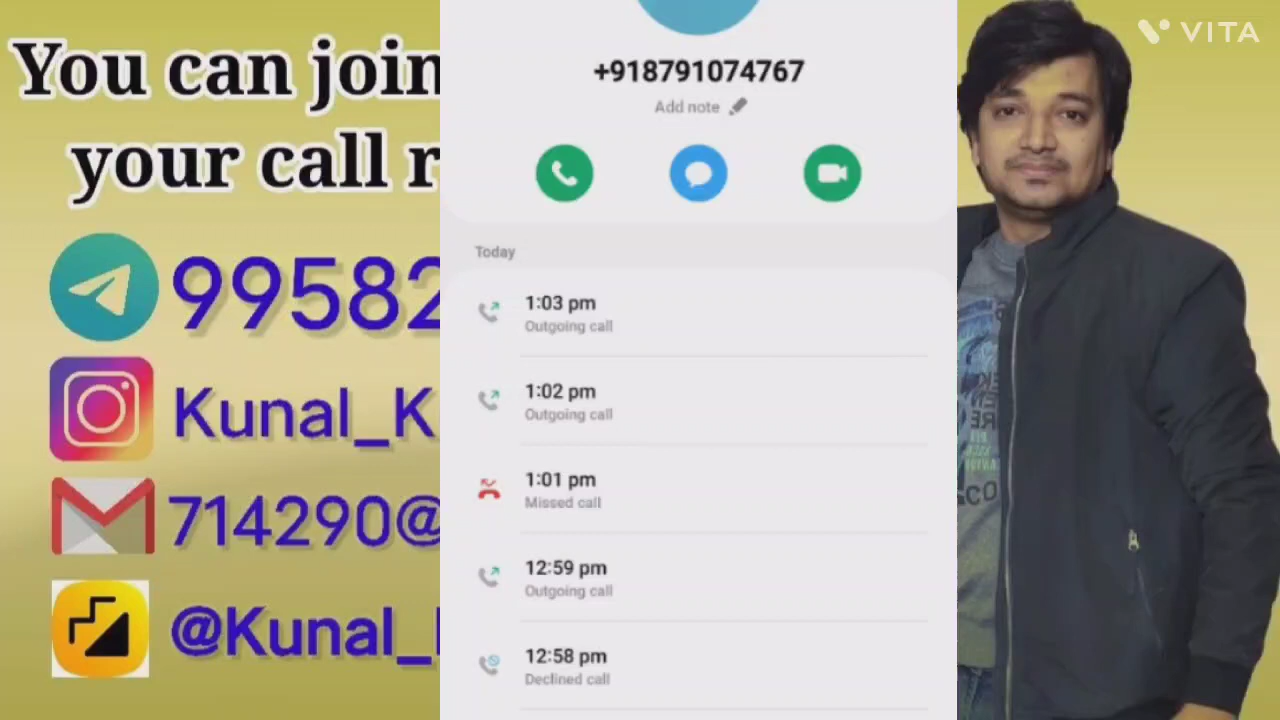 You can join
your call r
99582
Kunal_K
714290@
@Kunal_
+918791074767
Add note
Today
1:03 pm
Outgoing call
1:02 pm
Outgoing call
1:01 pm
Missed call
12:59 pm
Outgoing call
12:58 pm
Declined call
VITA